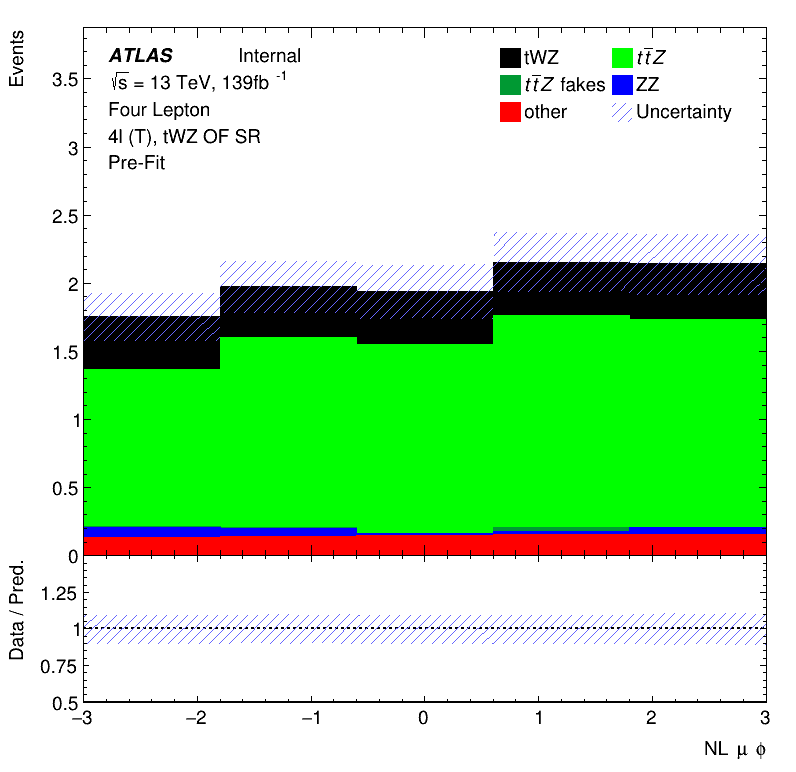 Events
ATLAS Internal
√s = 13 TeV, 139fb -1
Four Lepton
4l (T), tWZ OF SR
Pre-Fit
tWZ tt̄Z
tt̄Z fakes ZZ
other Uncertainty
3.5
3
2.5
2
1.5
1
0.5
0
Data / Pred.
1.25
1
0.75
0.5
−3 −2 −1 0 1 2 3
NL μ ϕ